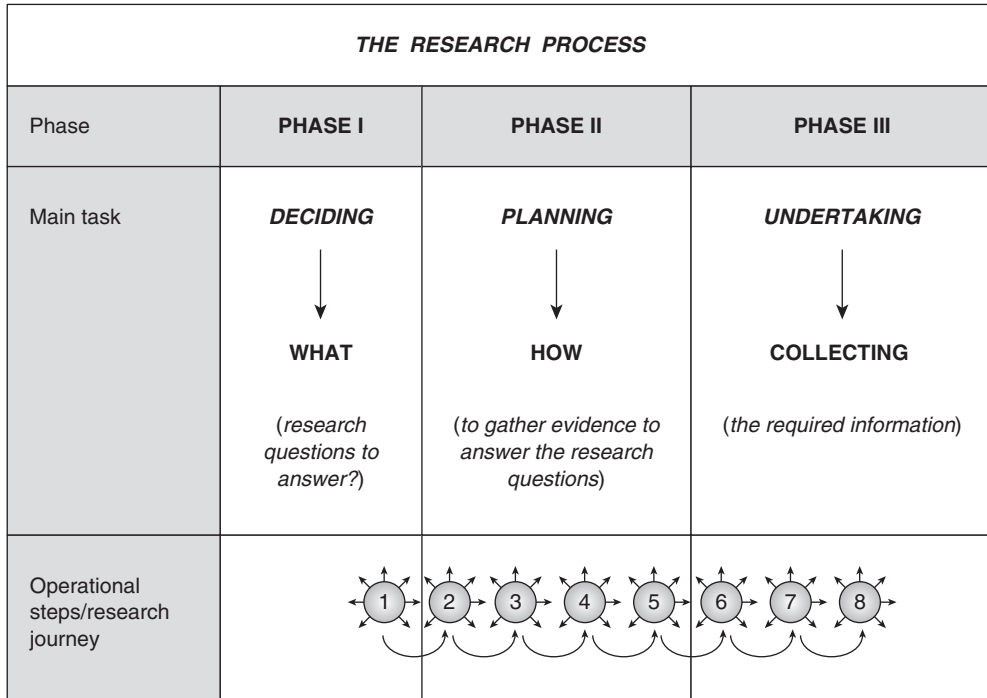 THE RESEARCH PROCESS
Phase
PHASE I
PHASE II
PHASE III
Main task
DECIDING
PLANNING
UNDERTAKING
WHAT
HOW
COLLECTING
(research
questions to
answer?)
(to gather evidence to
answer the research
questions)
(the required information)
Operational
steps/research
journey
1 2 3 4 5 6 7 8